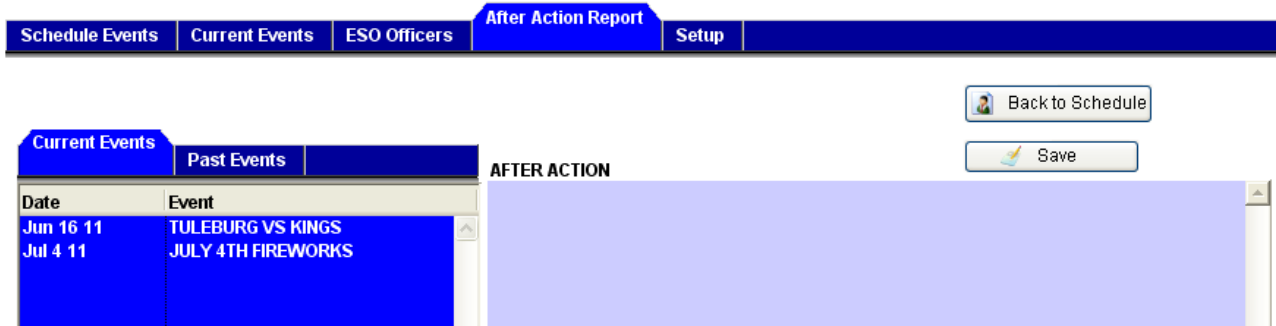 Schedule Events Current Events ESO Officers After Action Report Setup
Back to Schedule
Current Events Past Events
AFTER ACTION
Save
Date Event
Jun 16 11 TULEBURG VS KINGS
Jul 4 11 JULY 4TH FIREWORKS